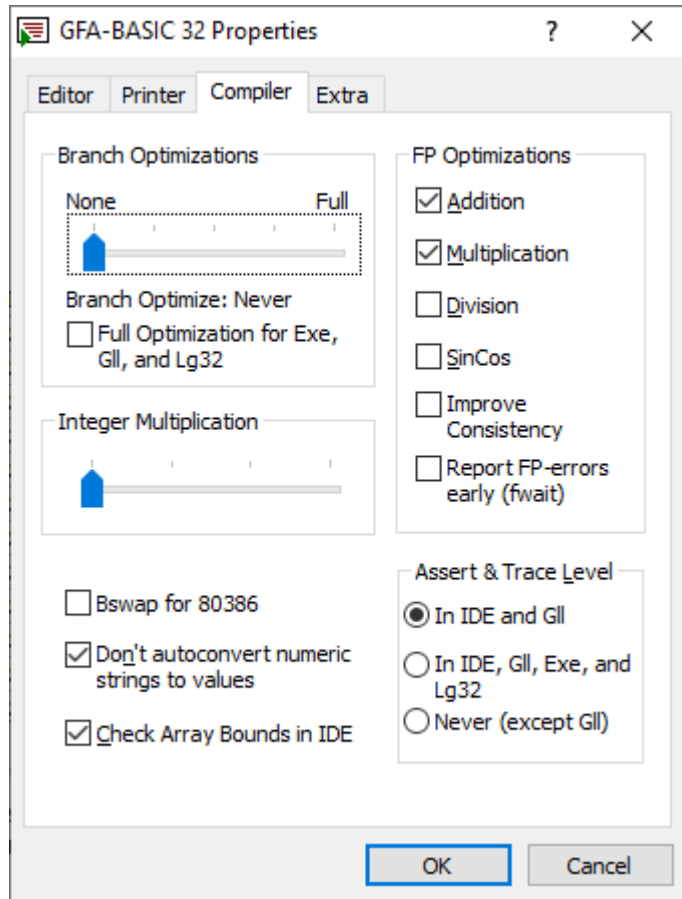 GFA-BASIC 32 Properties
Editor Printer Compiler Extra
Branch Optimizations
None Full
Branch Optimize: Never
Full Optimization for Exe,
Gll, and Lg32
Integer Multiplication
Bswap for 80386
Don't autoconvert numeric
strings to values
Check Array Bounds in IDE
FP Optimizations
Addition
Multiplication
Division
SinCos
Improve
Consistency
Report FP-errors
early (fwait)
Assert & Trace Level
In IDE and Gll
In IDE, Gll, Exe, and
Lg32
Never (except Gll)
OK Cancel